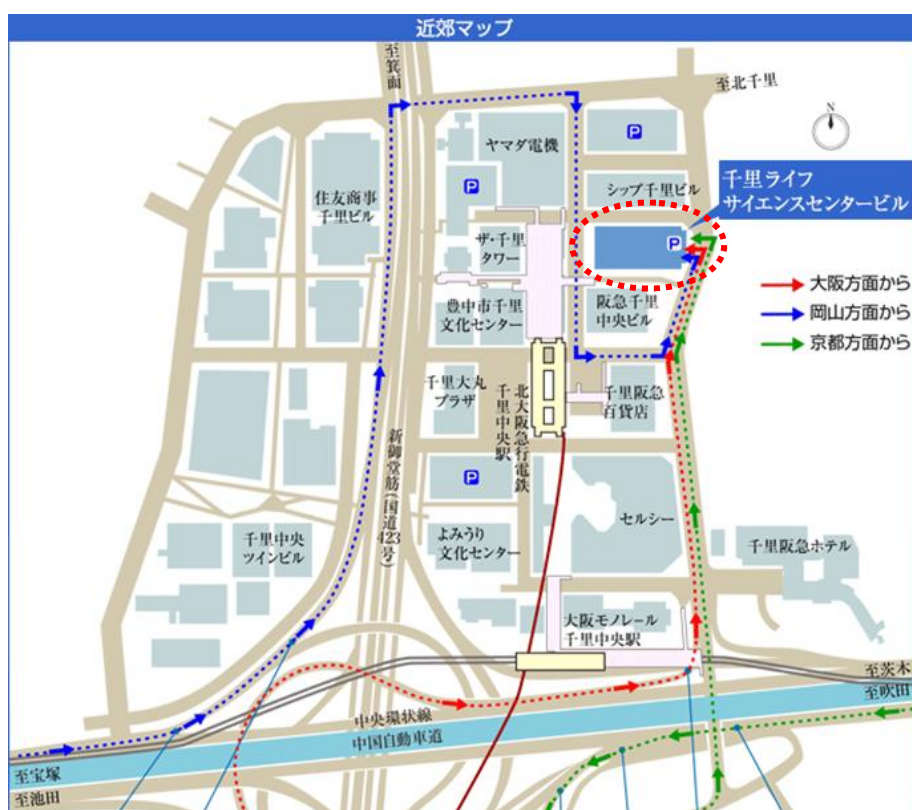 近郊マップ
至箕面
至北千里
N
P
ヤマダ電機
千里ライフ
サイエンスセンタービル
住友商事
千里ビル
P
シップ千里ビル
P
ザ・千里
タワー
大阪方面から
豊中市千里
文化センター
阪急千里
中央ビル
岡山方面から
京都方面から
千里大丸
プラザ
北大阪急行電鉄
千里中央駅
千里阪急
百貨店
新御堂筋(国道423号)
P
セルシー
千里中央
ツインビル
よみうり
文化センター
千里阪急ホテル
大阪モノレール
千里中央駅
至茨木
至吹田
中央環状線
中国自動車道
至宝塚
至池田